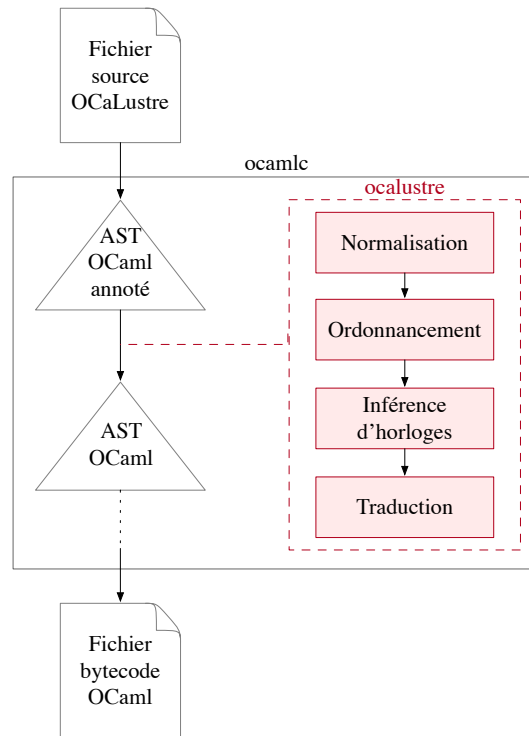 Fichier
source
OCaLustre
ocamlc
ocalustre
AST
OCaml
annoté
Normalisation
Ordonnancement
Inférence
d'horloges
Traduction
AST
OCaml
Fichier
bytecode
OCaml